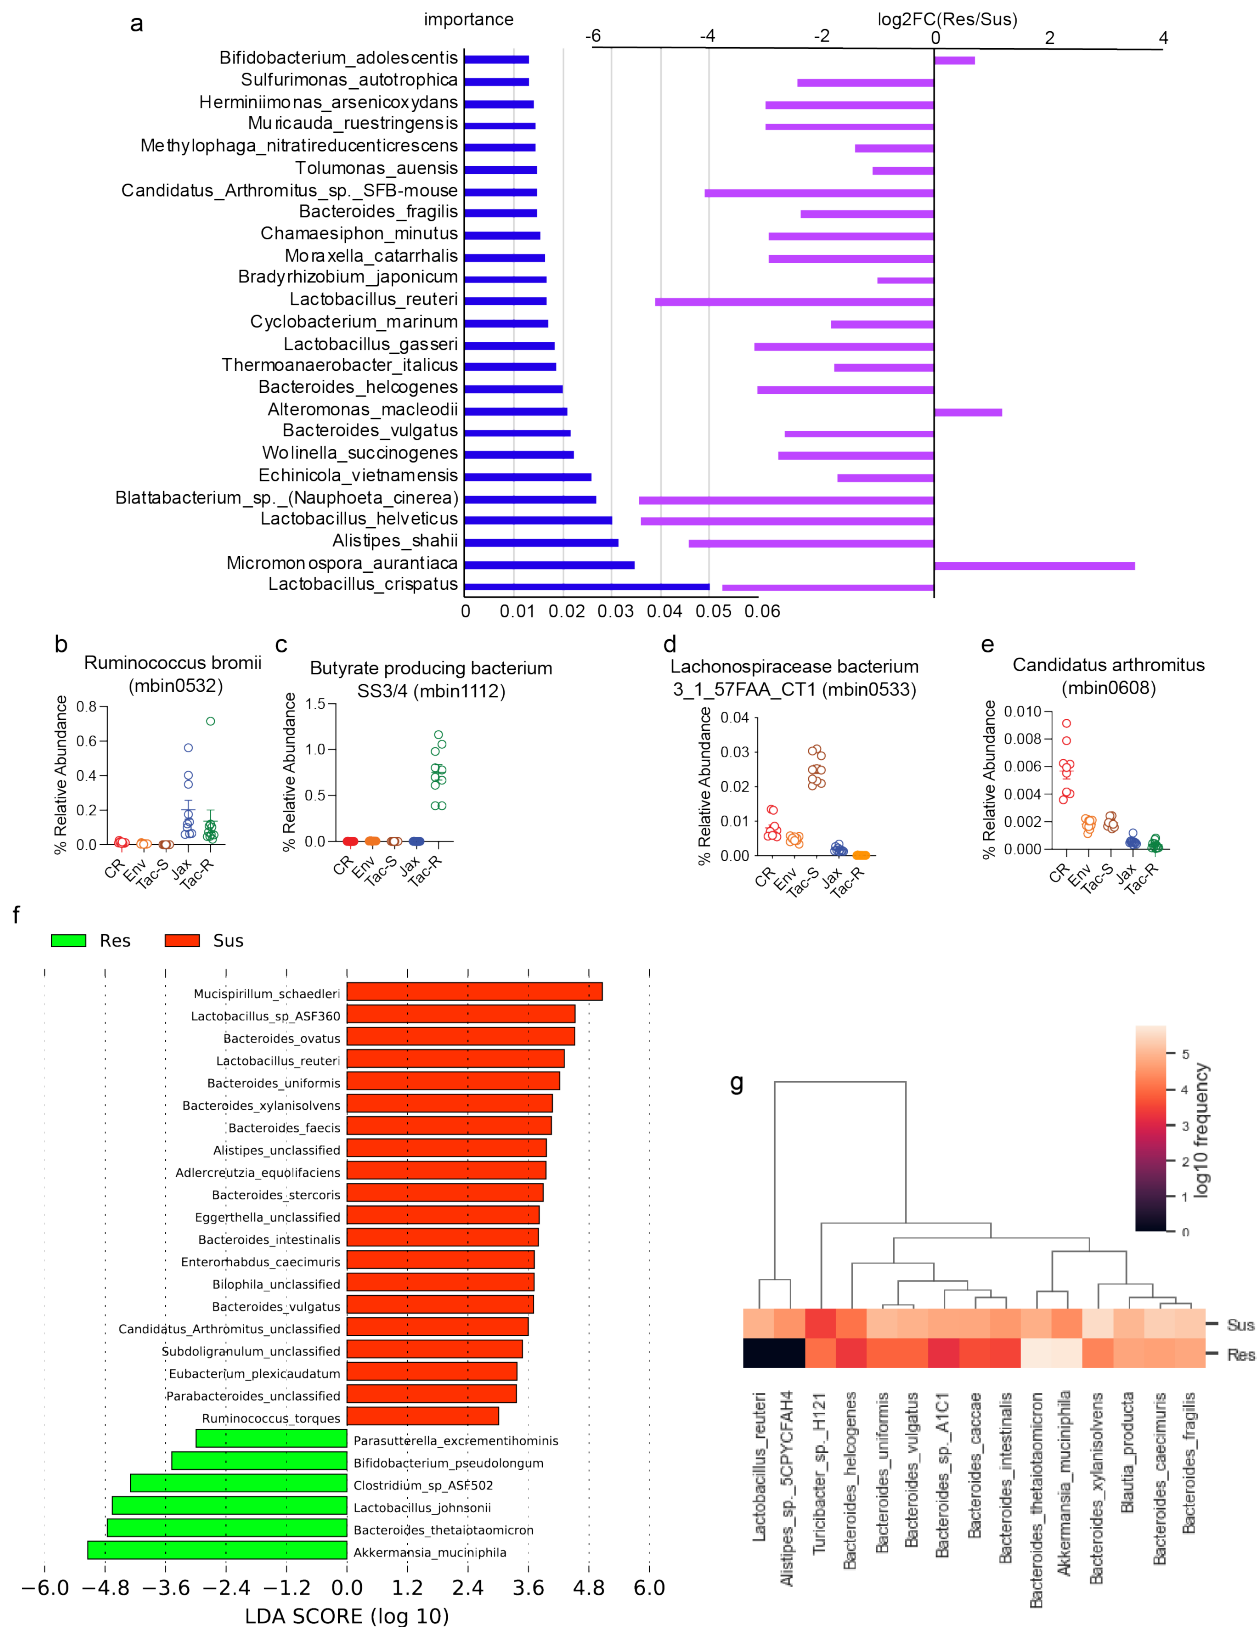 a
importance
log2FC(Res/Sus)
-6 -4 -2 0 2 4
Bifidobacterium_adolescentis
Sulfurimonas_autotrophica
Herminiimonas_arsenicoxydans
Muricauda_ruestringensis
Methylophaga_nitratireducenticrescens
Tolumonas_auensis
Candidatus_Arthromitus_sp._SFB-mouse
Bacteroides_fragilis
Chamaesiphon_minutus
Moraxella_catarrhalis
Bradyrhizobium_japonicum
Lactobacillus_reuteri
Cyclobacterium_marinum
Lactobacillus_gasseri
Thermoanaerobacter_italicus
Bacteroides_helcogenes
Alteromonas_macleodii
Bacteroides_vulgatus
Wolinella_succinogenes
Echinicola_vietnamensis
Blattabacterium_sp._(Nauphoeta_cinerea)
Lactobacillus_helveticus
Alistipes_shahii
Micromonospora_aurantiaca
Lactobacillus_crispatus
0 0.01 0.02 0.03 0.04 0.05 0.06
b
Ruminococcus bromii
(mbin0532)
% Relative Abundance
0.8
0.6
0.4
0.2
0.0
CR Env Tac-S Jax Tac-R
c
Butyrate producing bacterium
SS3/4 (mbin1112)
% Relative Abundance
1.5
1.0
0.5
0.0
CR Env Tac-S Jax Tac-R
d
Lachonospiracease bacterium
3_1_57FAA_CT1 (mbin0533)
% Relative Abundance
0.04
0.03
0.02
0.01
0.00
CR Env Tac-S Jax Tac-R
e
Candidatus arthromitus
(mbin0608)
% Relative Abundance
0.010
0.008
0.006
0.004
0.002
0.000
CR Env Tac-S Jax Tac-R
f
Res Sus
Mucispirillum_schaedleri
Lactobacillus_sp_ASF360
Bacteroides_ovatus
Lactobacillus_reuteri
Bacteroides_uniformis
Bacteroides_xylanisolvens
Bacteroides_faecis
Alistipes_unclassified
Adlercreutzia_equolifaciens
Bacteroides_stercoris
Eggerthella_unclassified
Bacteroides_intestinalis
Enterorhabdus_caecimuris
Bilophila_unclassified
Bacteroides_vulgatus
Candidatus_Arthromitus_unclassified
Subdoligranulum_unclassified
Eubacterium_plexicaudatum
Parabacteroides_unclassified
Ruminococcus_torques
Parasutterella_excrementihominis
Bifidobacterium_pseudolongum
Clostridium_sp_ASF502
Lactobacillus_johnsonii
Bacteroides_thetaiotaomicron
Akkermansia_muciniphila
−6.0 −4.8 −3.6 −2.4 −1.2 0.0 1.2 2.4 3.6 4.8 6.0
LDA SCORE (log 10)
g
5
4
3
2
1
0
log10 frequency
Sus
Res
Lactobacillus_reuteri
Alistipes_sp._5CPYCFAH4
Turicibacter_sp._H121
Bacteroides_helcogenes
Bacteroides_uniformis
Bacteroides_vulgatus
Bacteroides_sp._A1C1
Bacteroides_caccae
Bacteroides_intestinalis
Bacteroides_thetaiotaomicron
Akkermansia_muciniphila
Bacteroides_xylanisolvens
Blautia_producta
Bacteroides_caecimuris
Bacteroides_fragilis